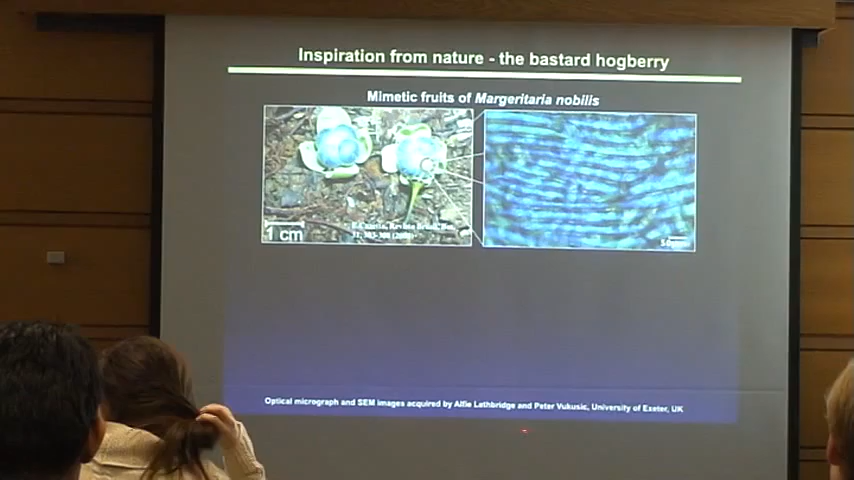 Inspiration from nature - the bastard hogberry
Mimetic fruits of Margeritaria nobilis
1 cm
Optical micrograph and SEM images acquired by Alfie Lethbridge and Peter Vukusic, University of Exeter, UK